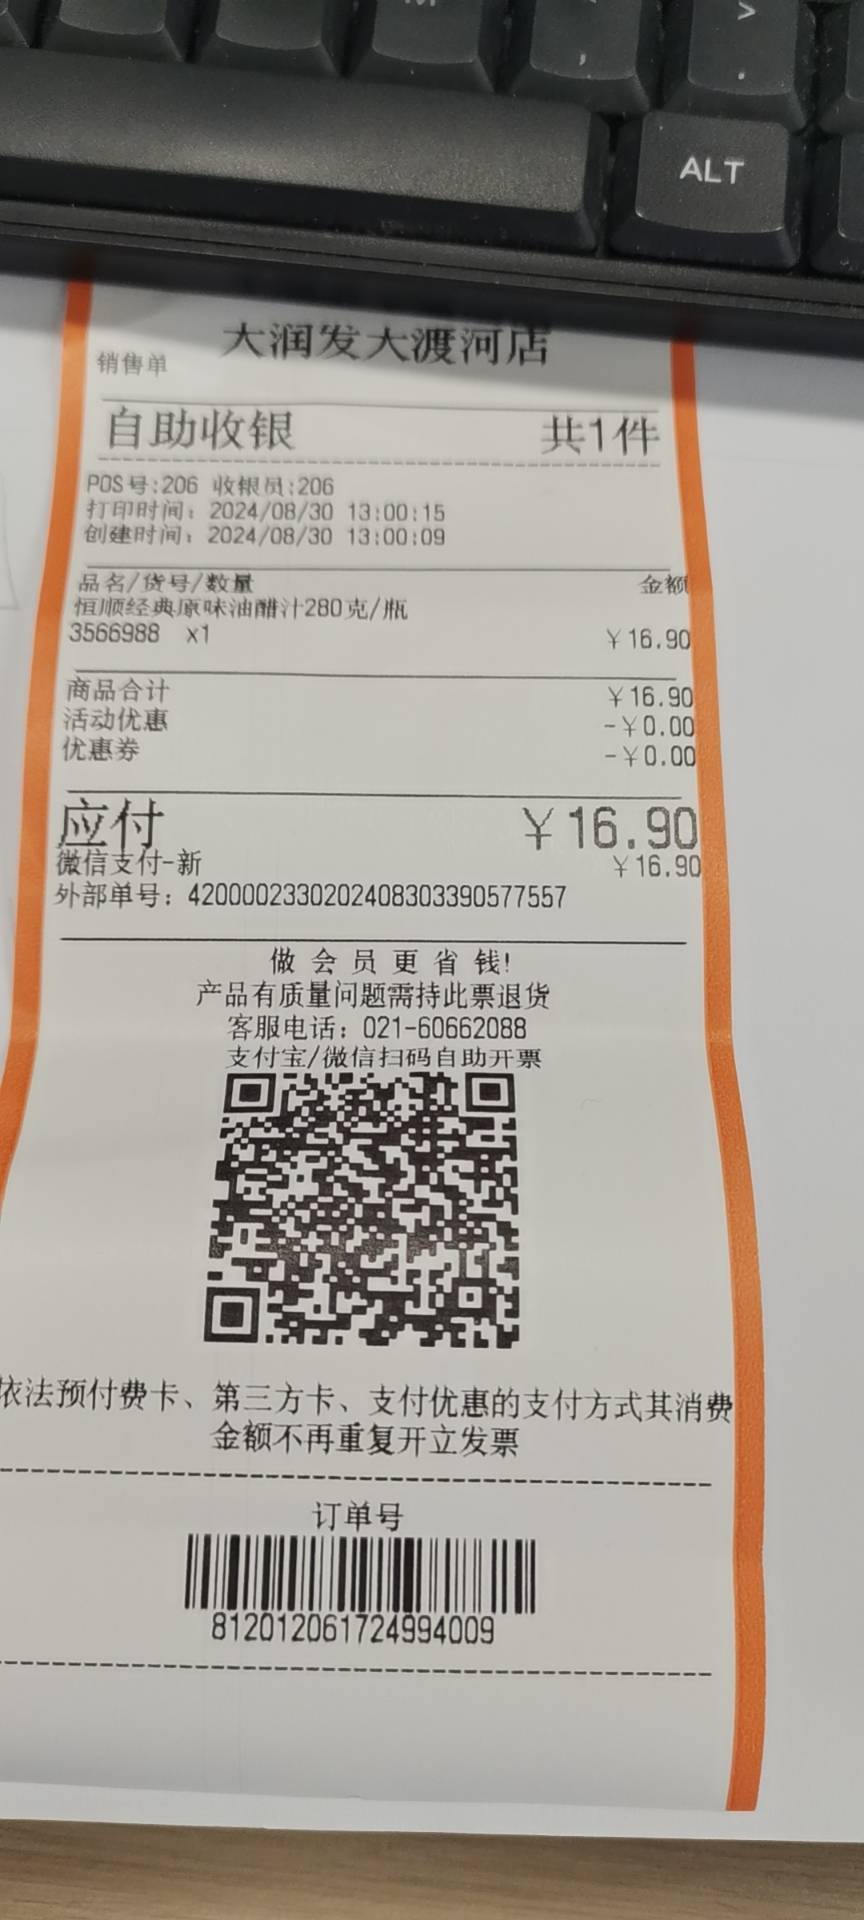 ALT
大润发大渡河店
销售单
自助收银 共1件
POS号:206 收银员:206
打印时间：2024/08/30 13:00:15
创建时间：2024/08/30 13:00:09
品名/货号/数量 金额
恒顺经典原味油醋汁280克/瓶
3566988 x1 ￥16.90
商品合计 ￥16.90
活动优惠 -￥0.00
优惠券 -￥0.00
应付 ￥16.90
微信支付-新 ￥16.90
外部单号：4200002330202408303390577557
做会员更省钱!
产品有质量问题需持此票退货
客服电话：021-60662088
支付宝/微信扫码自助开票
依法预付费卡、第三方卡、支付优惠的支付方式其消费
金额不再重复开立发票
订单号
812012061724994009